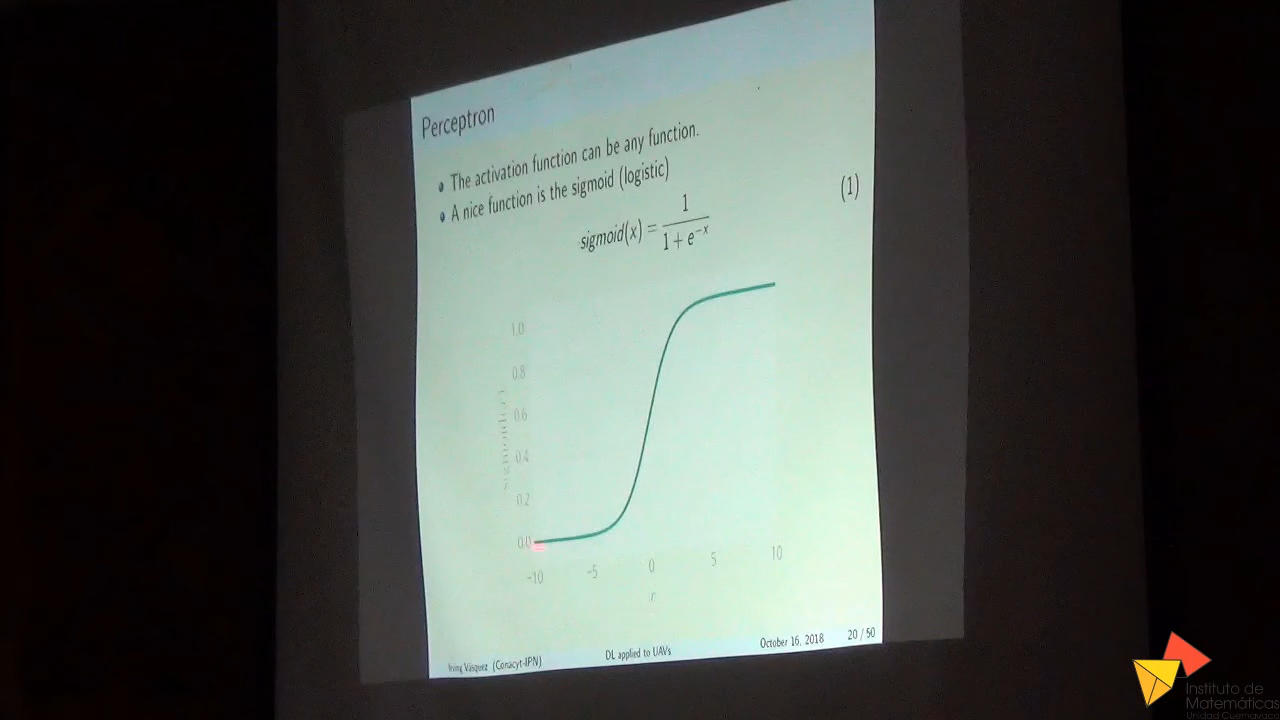 Perceptron
• The activation function can be any function.
• A nice function is the sigmoid (logistic)
sigmoid(x) = 1 / (1 + e^{-x}) (1)
1.0
0.8
0.6
0.4
0.2
0.0
-10 -5 0 5 10
Irving Vásquez (Conacyt-IPN) DL applied to UAVs October 16, 2018 20 / 50
Instituto de
Matemáticas
Unidad Cuernavaca